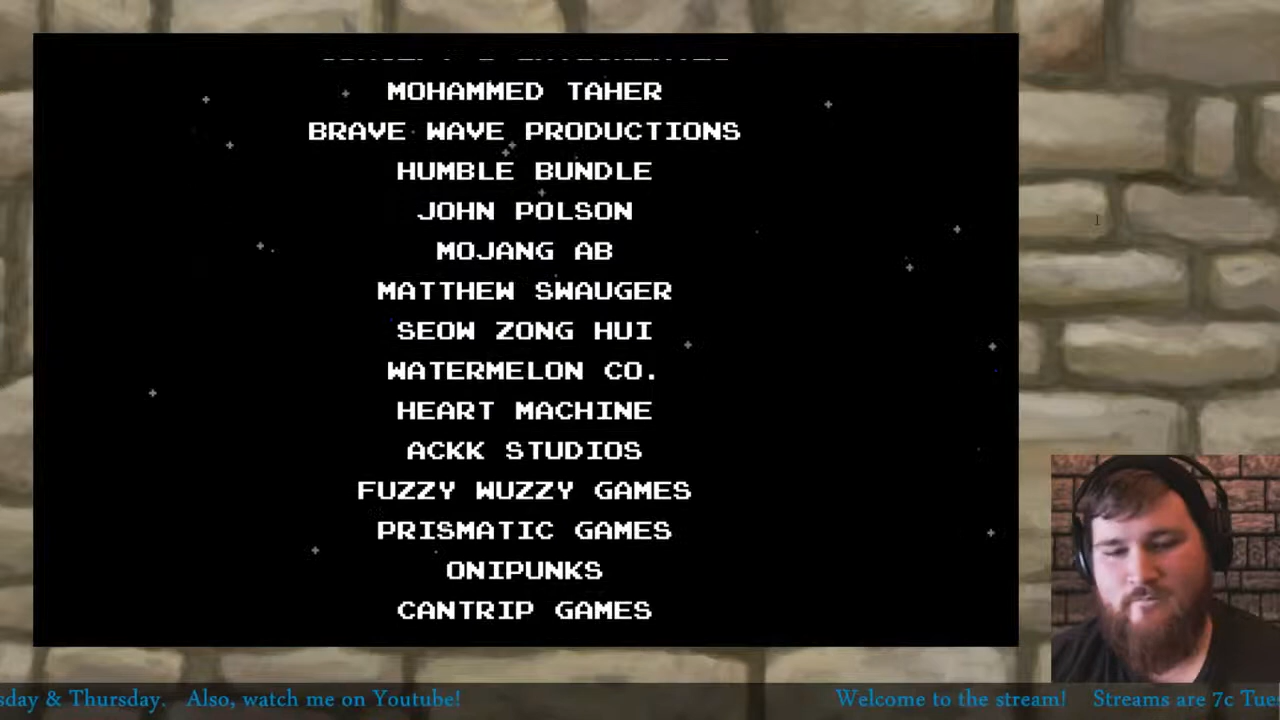 MOHAMMED TAHER
BRAVE WAVE PRODUCTIONS
HUMBLE BUNDLE
JOHN POLSON
MOJANG AB
MATTHEW SWAUGER
SEOW ZONG HUI
WATERMELON CO.
HEART MACHINE
ACKK STUDIOS
FUZZY WUZZY GAMES
PRISMATIC GAMES
ONIPUNKS
CANTRIP GAMES
sday & Thursday. Also, watch me on Youtube! Welcome to the stream! Streams are 7c Tues